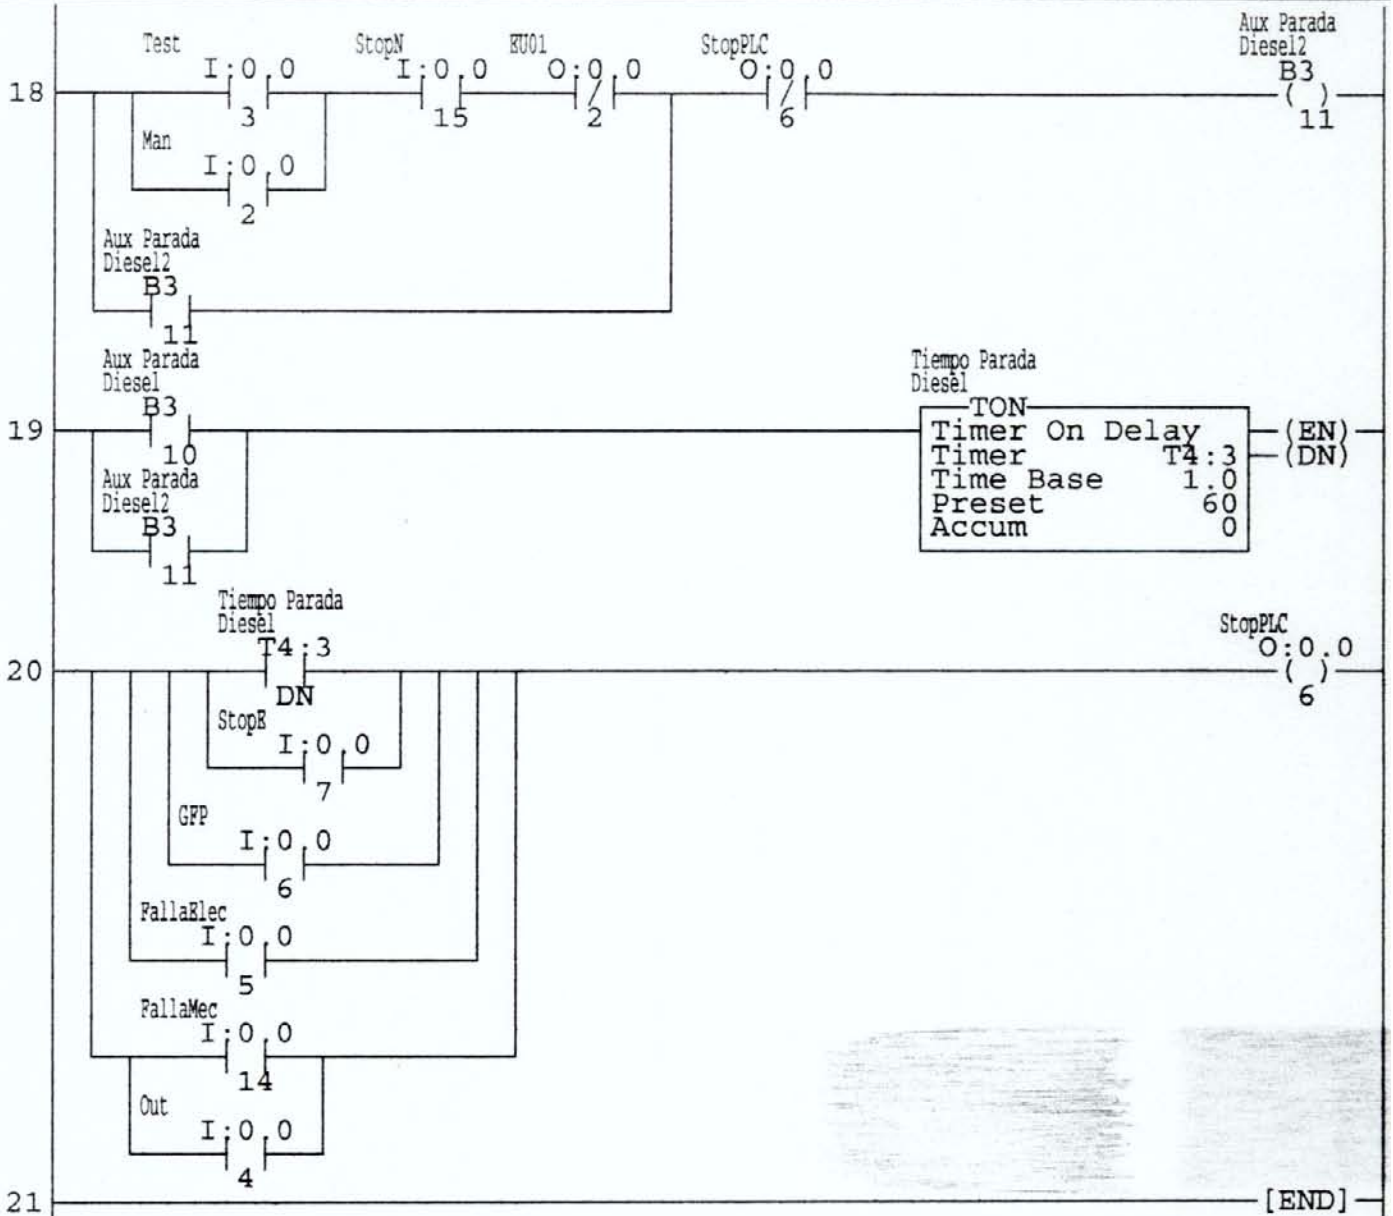 Aux Parada
Diesel2
Test StopN EU01 StopPLC
I:0.0 I:0.0 O:0.0 O:0.0 B3
18
3 15 2 6 11
Man
I:0.0
2
Aux Parada
Diesel2
B3
11
Aux Parada
Diesel
B3
Tiempo Parada
Diesel
19
10
TON
Timer On Delay (EN)
Timer T4:3 (DN)
Time Base 1.0
Preset 60
Accum 0
Aux Parada
Diesel2
B3
11
Tiempo Parada
Diesel
T4:3
StopPLC
O:0.0
20
DN
6
StopE
I:0.0
7
GFP
I:0.0
6
FallaElec
I:0.0
5
FallaMec
I:0.0
14
Out
I:0.0
4
21 [END]